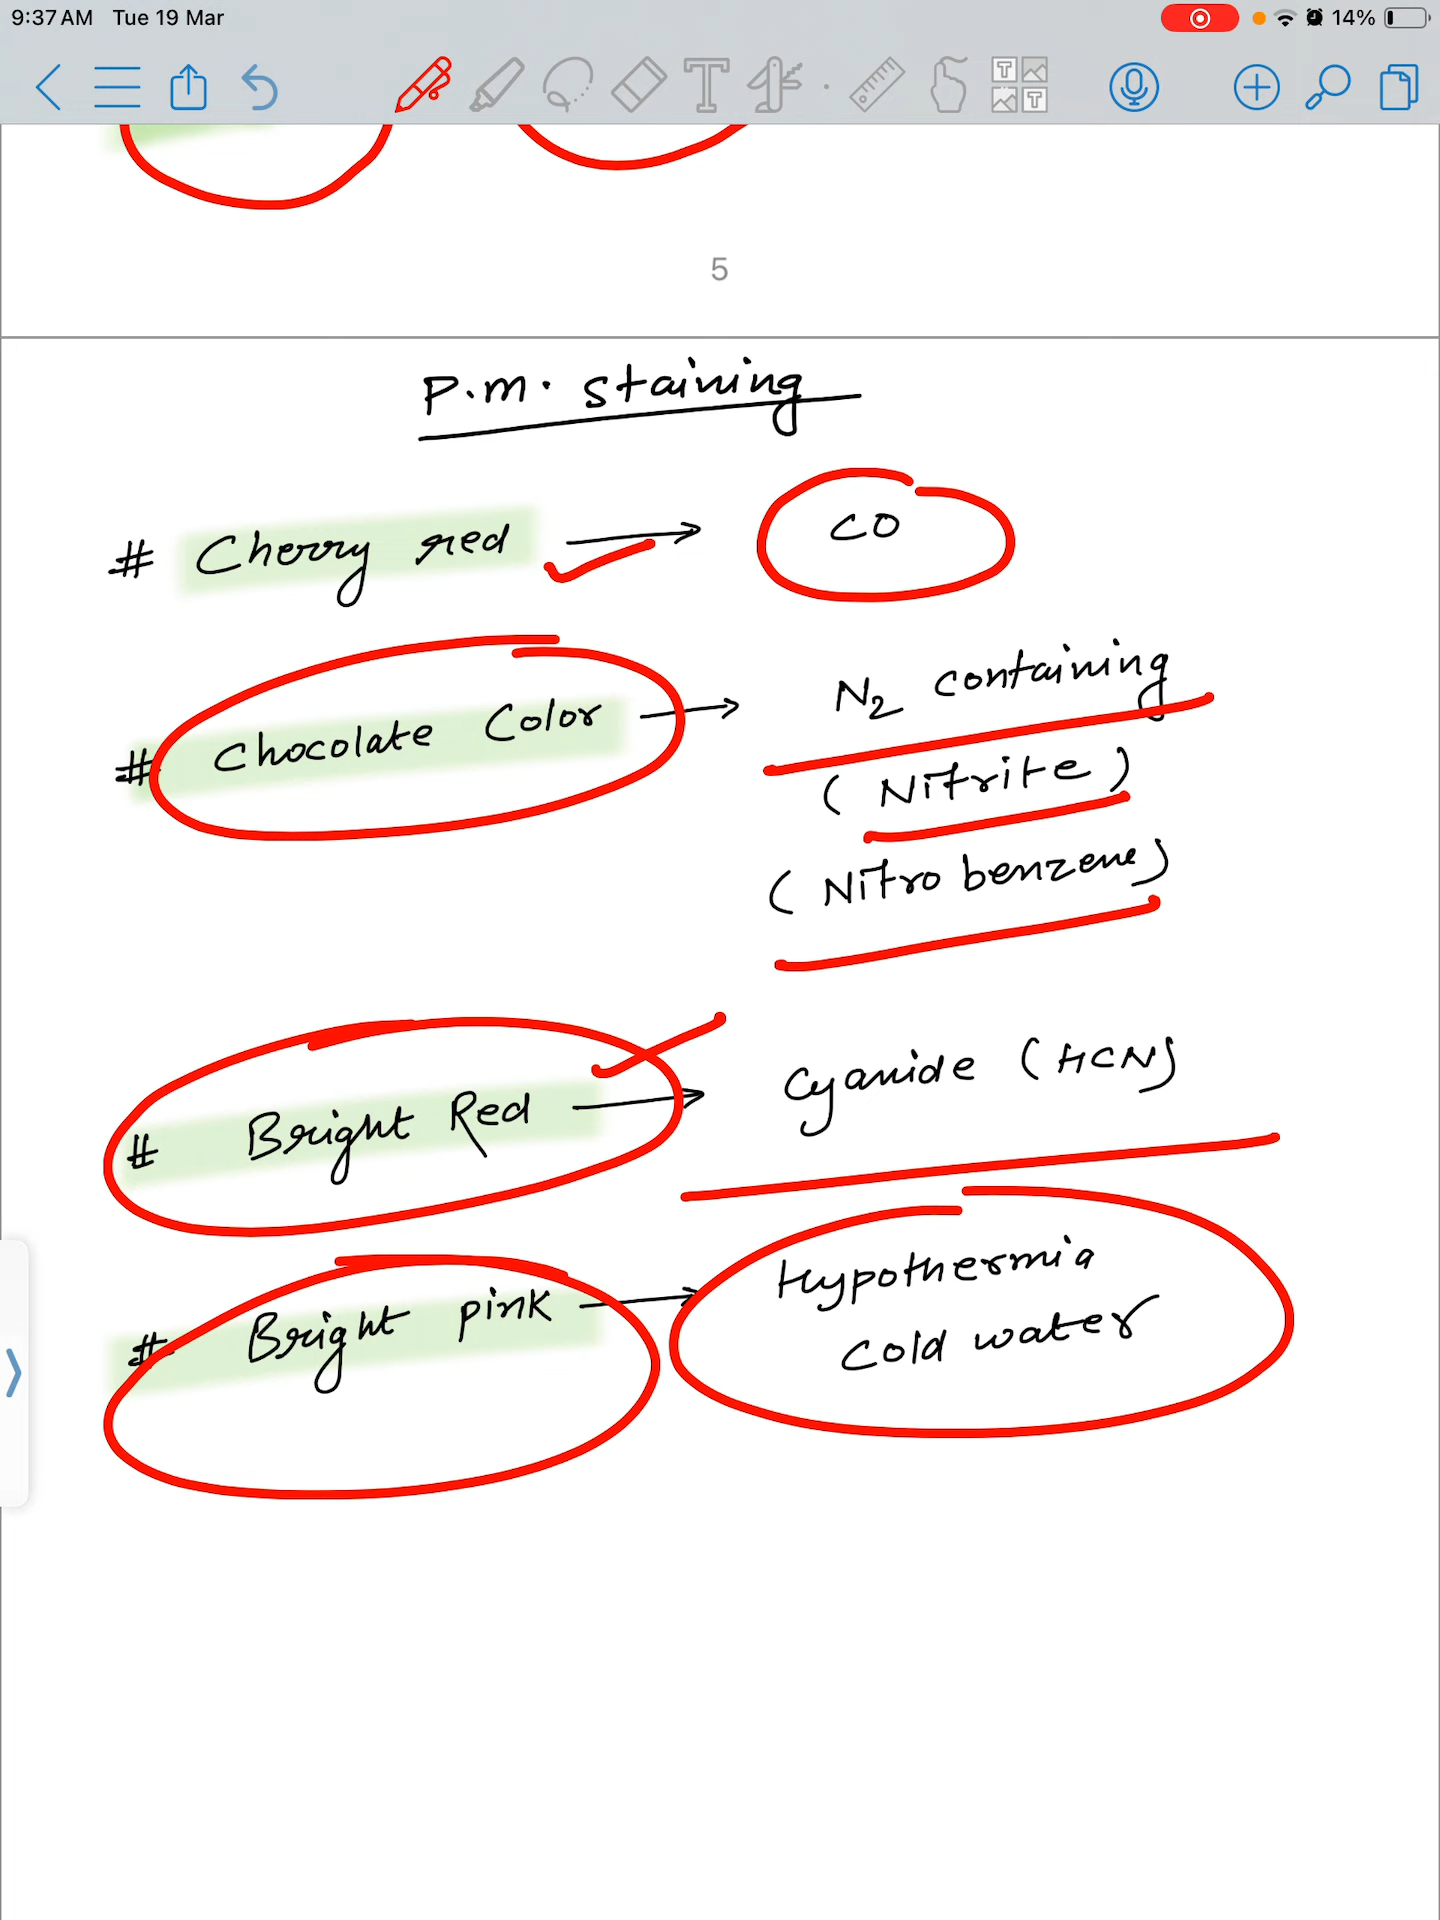 9:37 AM Tue 19 Mar 14%
5
P.m. staining
# Cherry red → CO
# Chocolate Color → N2 containing
(Nitrite)
(Nitro benzene)
# Bright Red → Cyanide (HCN)
# Bright pink → Hypothermia
cold water